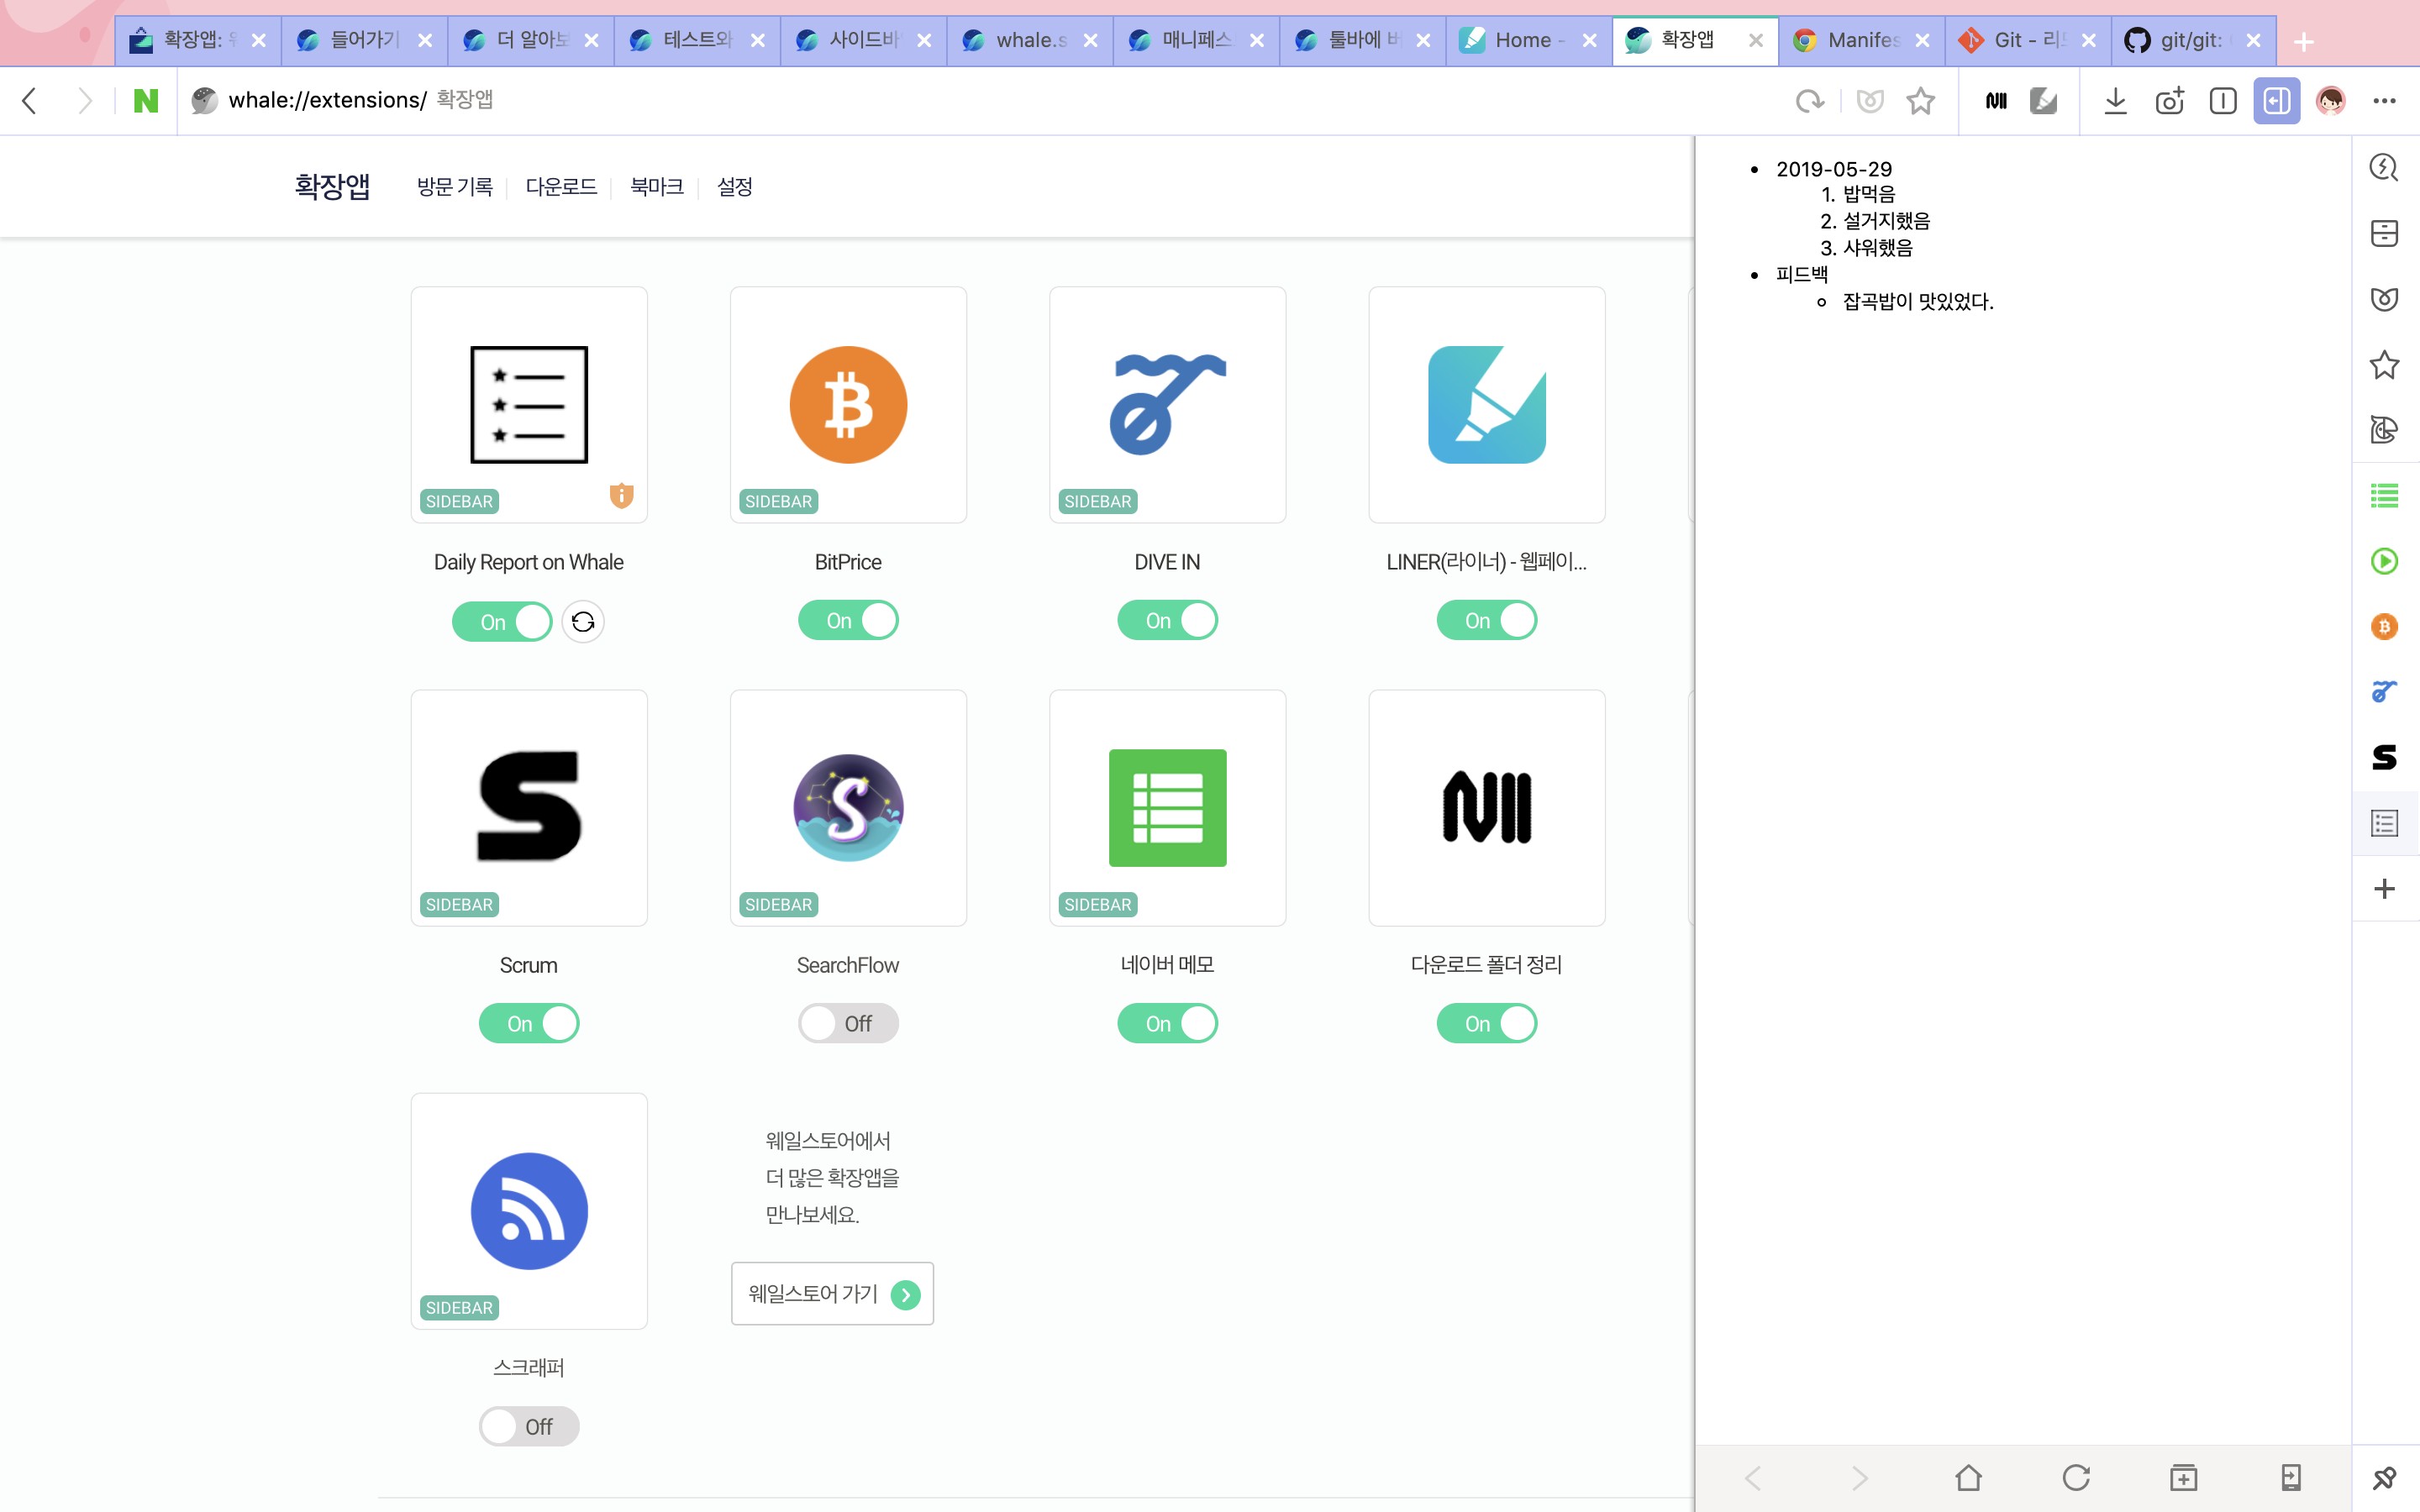 확장앱:
들어가기
더 알아보
테스트와
사이드바
whale.s
매니페스
툴바에 버
Home -
확장앱
Manifes
Git - 리
git/git:
N
whale://extensions/ 확장앱
확장앱
방문 기록
다운로드
북마크
설정
SIDEBAR
SIDEBAR
SIDEBAR
Daily Report on Whale
BitPrice
DIVE IN
LINER(라이너) - 웹페이...
On
On
On
On
SIDEBAR
SIDEBAR
SIDEBAR
Scrum
SearchFlow
네이버 메모
다운로드 폴더 정리
On
Off
On
On
SIDEBAR
웨일스토어에서
더 많은 확장앱을
만나보세요.
웨일스토어 가기
스크래퍼
Off
• 2019-05-29
1. 밥먹음
2. 설거지했음
3. 샤워했음
• 피드백
◦ 잡곡밥이 맛있었다.